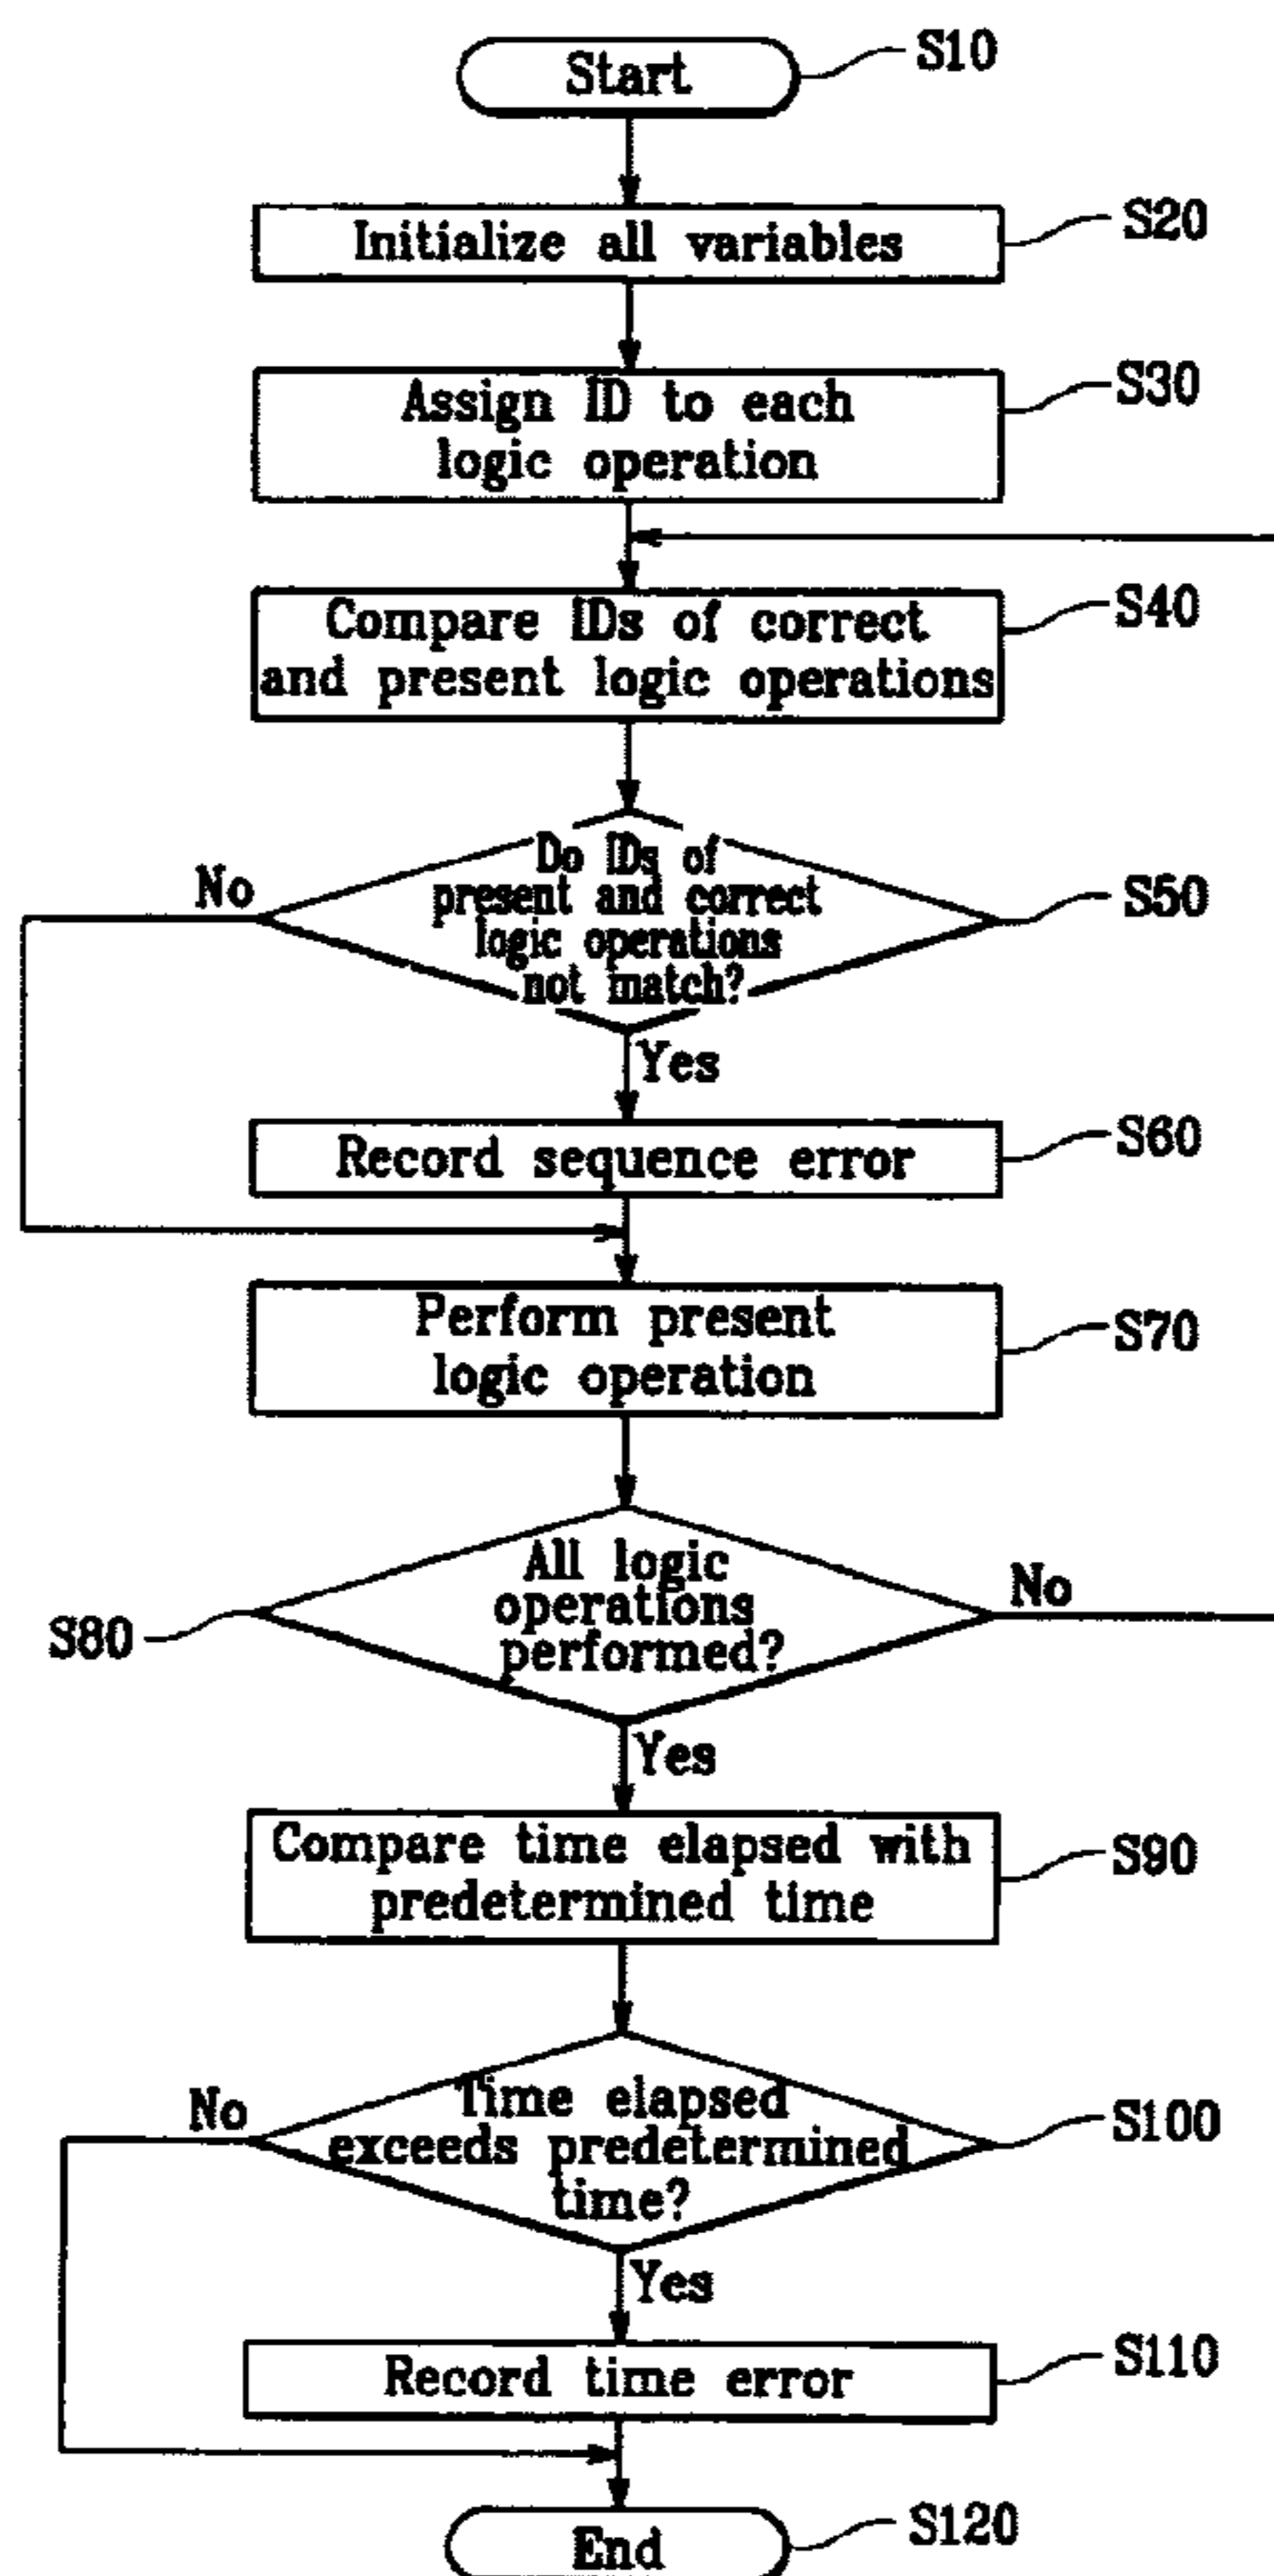 Start
S10
Initialize all variables
S20
Assign ID to each
logic operation
S30
Compare IDs of correct
and present logic operations
S40
Do IDs of
present and correct
logic operations
not match?
No
S50
Yes
Record sequence error
S60
Perform present
logic operation
S70
All logic
operations
performed?
No
S80
Yes
Compare time elapsed with
predetermined time
S90
Time elapsed
exceeds predetermined
time?
No
S100
Yes
Record time error
S110
End
S120